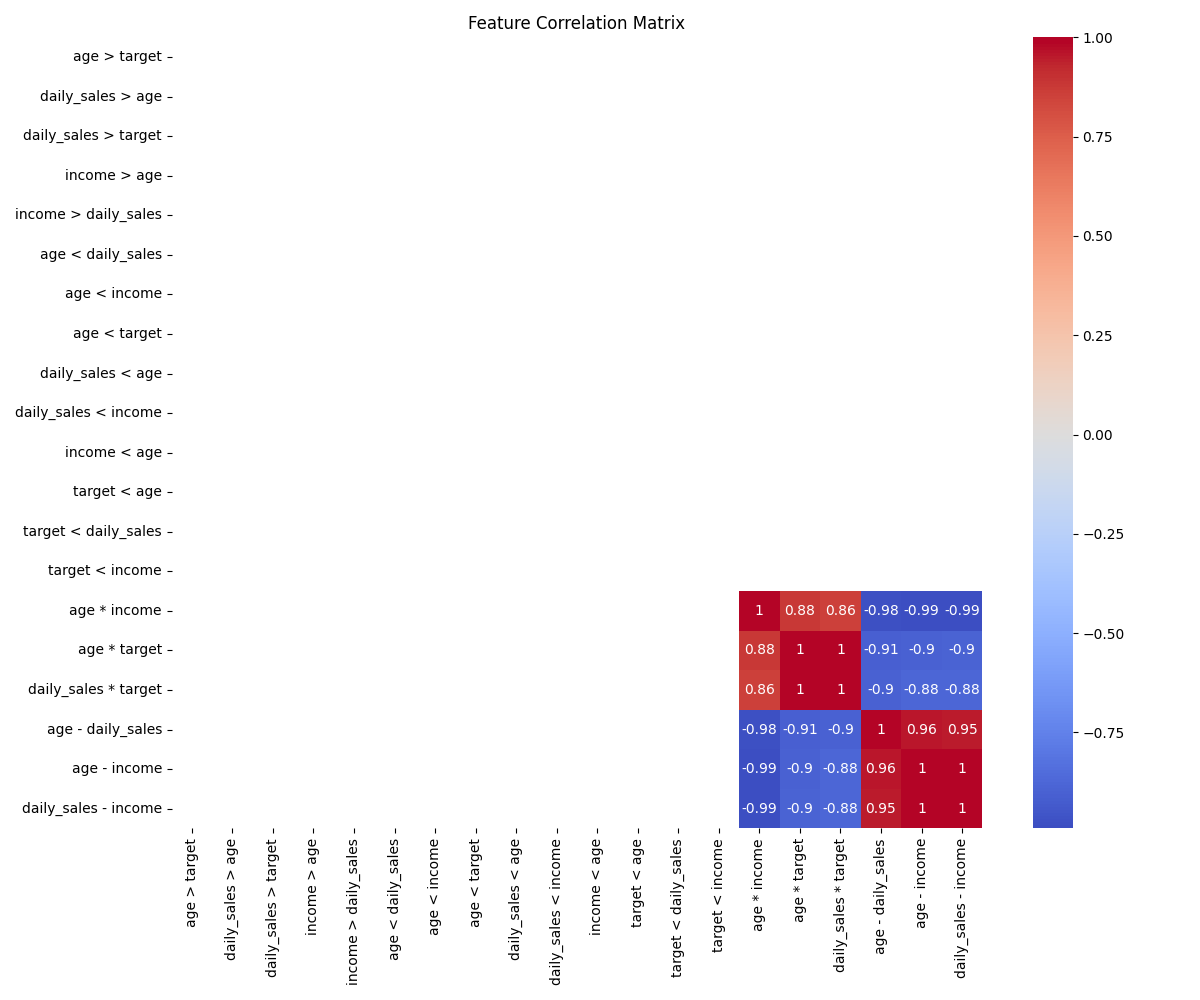 Feature Correlation Matrix
age > target
daily_sales > age
daily_sales > target
income > age
income > daily_sales
age < daily_sales
age < income
age < target
daily_sales < age
daily_sales < income
income < age
target < age
target < daily_sales
target < income
age * income 1 0.88 0.86 -0.98 -0.99 -0.99
age * target 0.88 1 1 -0.91 -0.9 -0.9
daily_sales * target 0.86 1 1 -0.9 -0.88 -0.88
age - daily_sales -0.98 -0.91 -0.9 1 0.96 0.95
age - income -0.99 -0.9 -0.88 0.96 1 1
daily_sales - income -0.99 -0.9 -0.88 0.95 1 1
age > target
daily_sales > age
daily_sales > target
income > age
income > daily_sales
age < daily_sales
age < income
age < target
daily_sales < age
daily_sales < income
income < age
target < age
target < daily_sales
target < income
age * income
age * target
daily_sales * target
age - daily_sales
age - income
daily_sales - income
1.00
0.75
0.50
0.25
0.00
−0.25
−0.50
−0.75